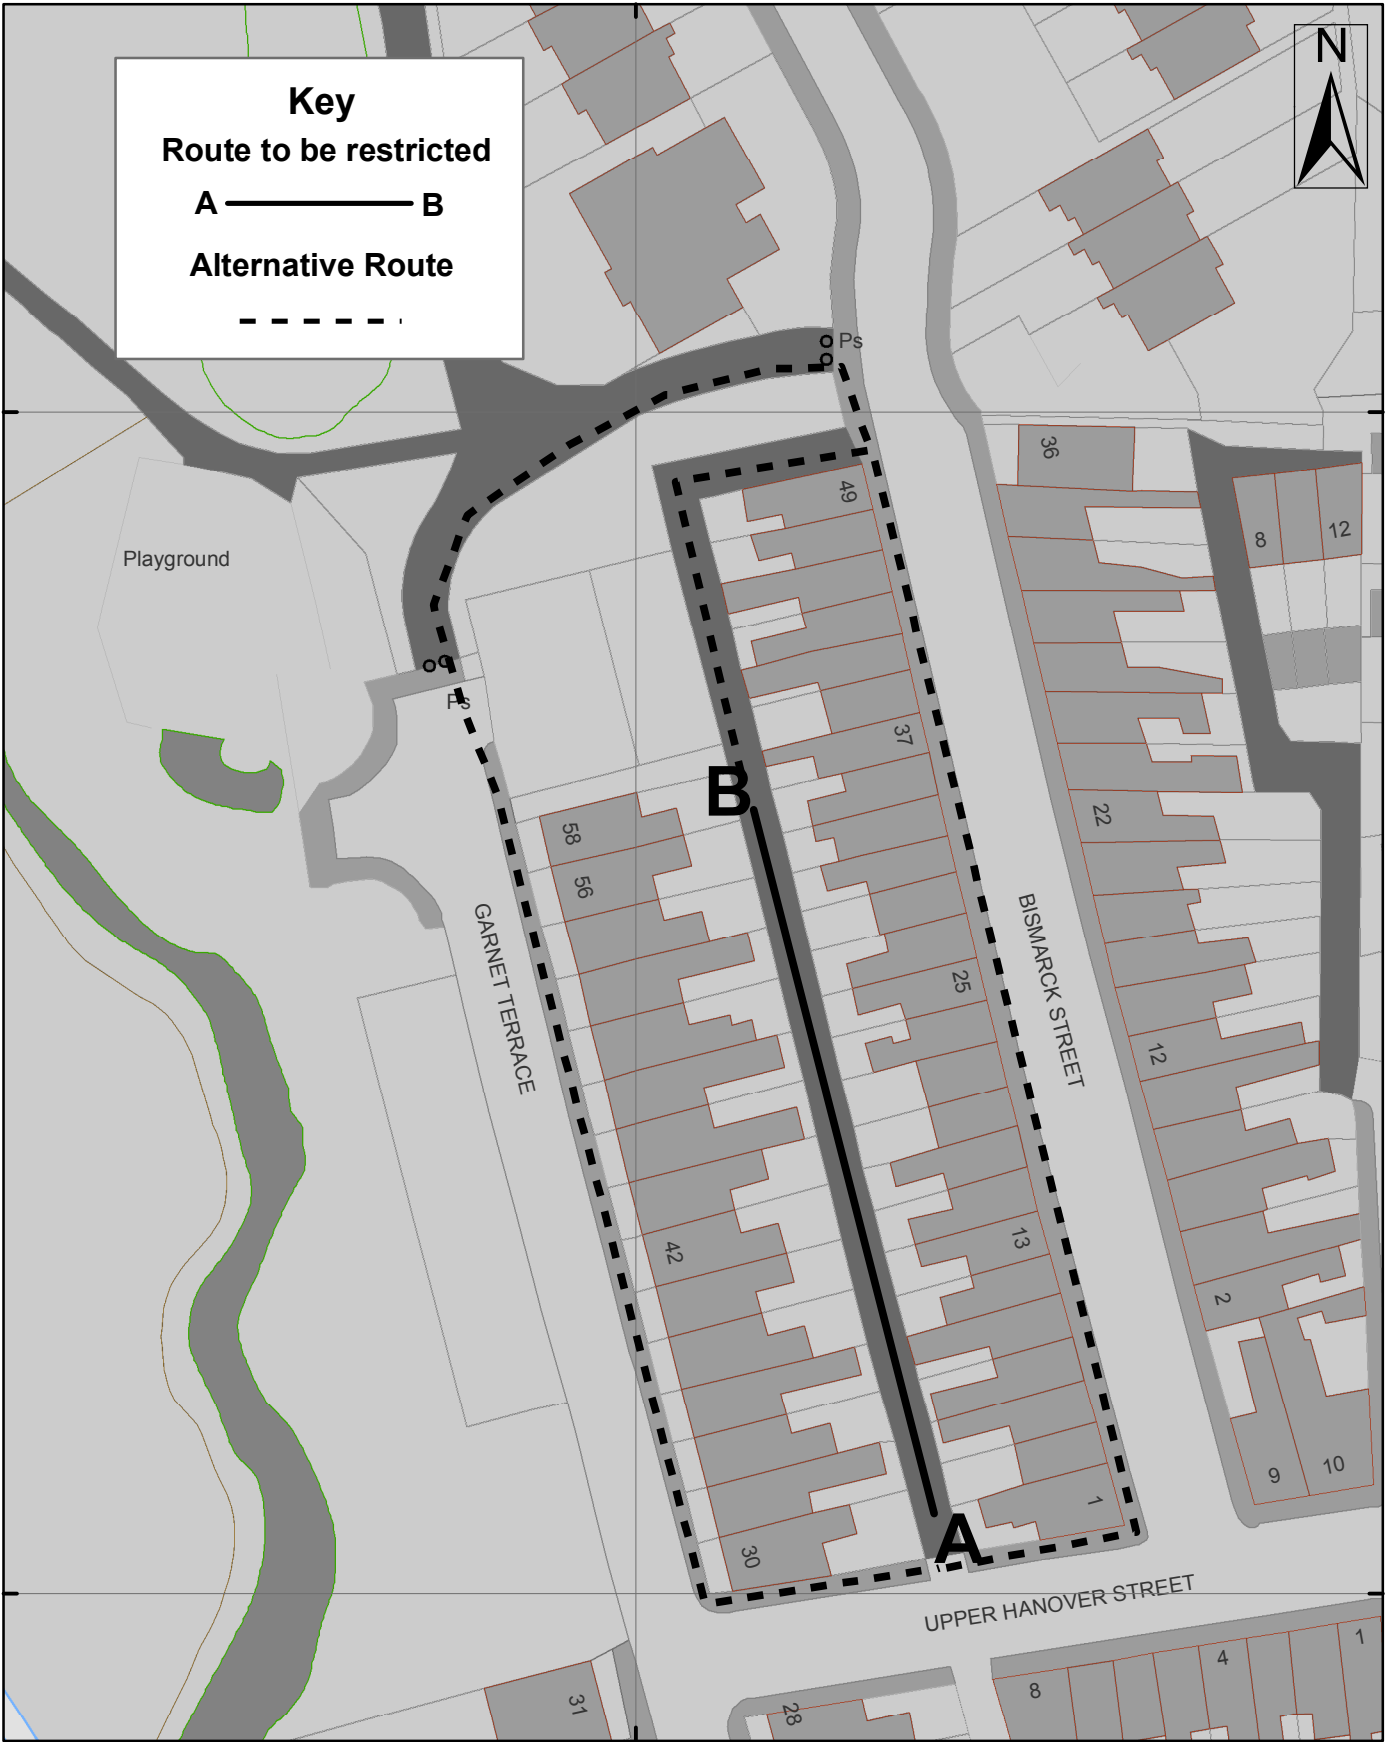 N
Key
Route to be restricted
A B
Alternative Route
Ps
36
49
8
12
Playground
Ps
37
B
22
58
56
GARNET TERRACE
BISMARCK STREET
25
12
42
13
2
9
10
1
A
30
UPPER HANOVER STREET
1
4
8
31
28